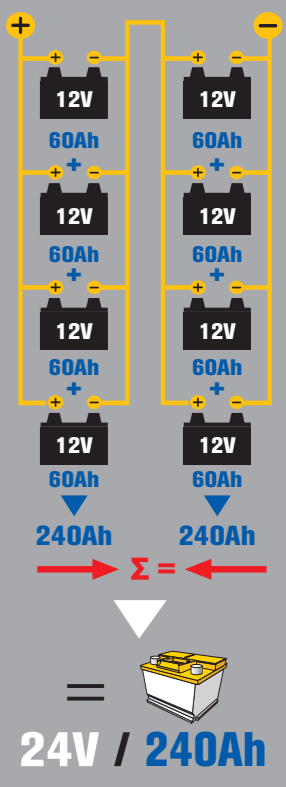 + −
+ − + −
12V 12V
60Ah 60Ah
+ +
+ − + −
12V 12V
60Ah 60Ah
+ +
+ − + −
12V 12V
60Ah 60Ah
+ +
+ − + −
12V 12V
60Ah 60Ah
240Ah 240Ah
Σ =
=
24V / 240Ah